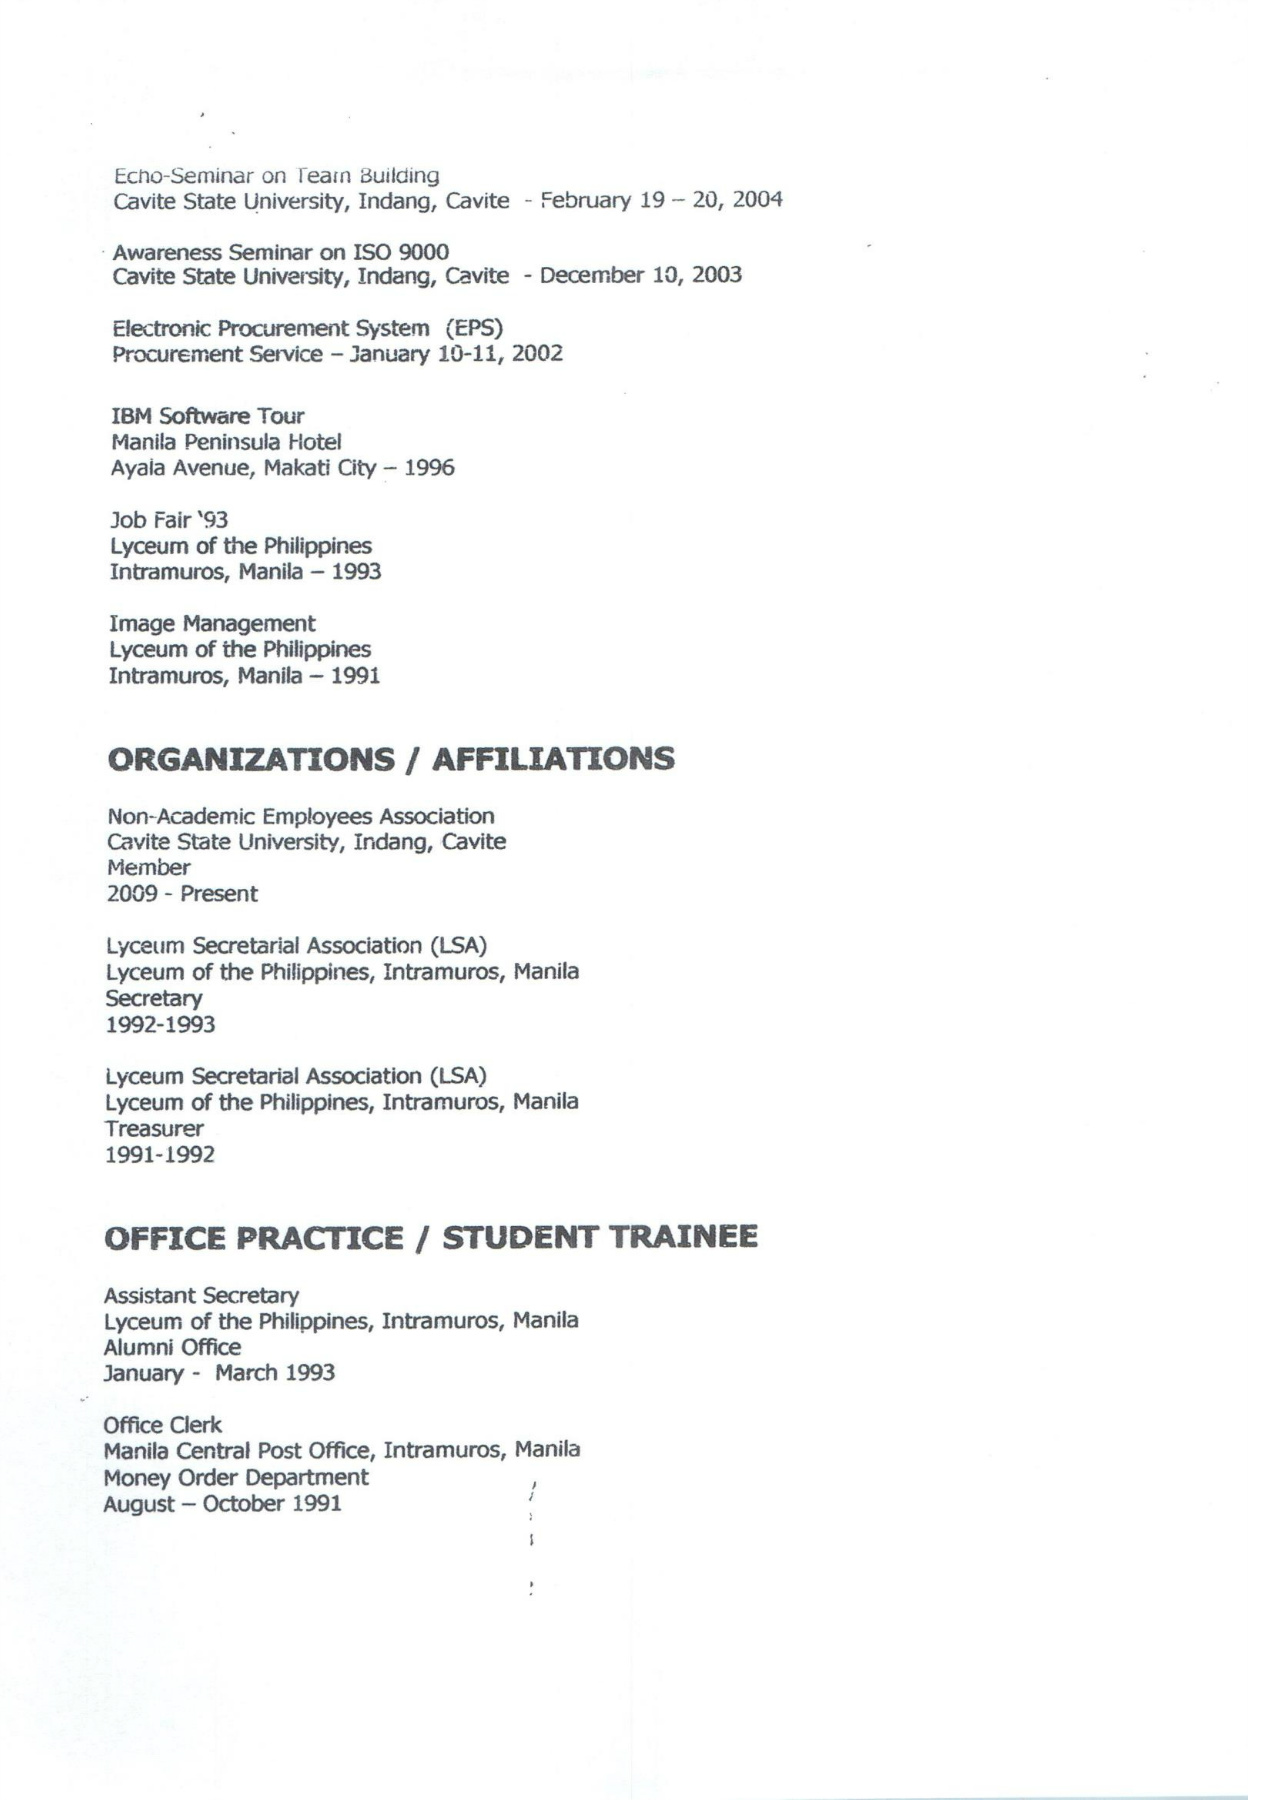 Echo-Seminar on Team Building
Cavite State University, Indang, Cavite - February 19 – 20, 2004
Awareness Seminar on ISO 9000
Cavite State University, Indang, Cavite - December 10, 2003
Electronic Procurement System (EPS)
Procurement Service – January 10-11, 2002
IBM Software Tour
Manila Peninsula Hotel
Ayala Avenue, Makati City – 1996
Job Fair '93
Lyceum of the Philippines
Intramuros, Manila – 1993
Image Management
Lyceum of the Philippines
Intramuros, Manila – 1991
ORGANIZATIONS / AFFILIATIONS
Non-Academic Employees Association
Cavite State University, Indang, Cavite
Member
2009 - Present
Lyceum Secretarial Association (LSA)
Lyceum of the Philippines, Intramuros, Manila
Secretary
1992-1993
Lyceum Secretarial Association (LSA)
Lyceum of the Philippines, Intramuros, Manila
Treasurer
1991-1992
OFFICE PRACTICE / STUDENT TRAINEE
Assistant Secretary
Lyceum of the Philippines, Intramuros, Manila
Alumni Office
January - March 1993
Office Clerk
Manila Central Post Office, Intramuros, Manila
Money Order Department
August – October 1991